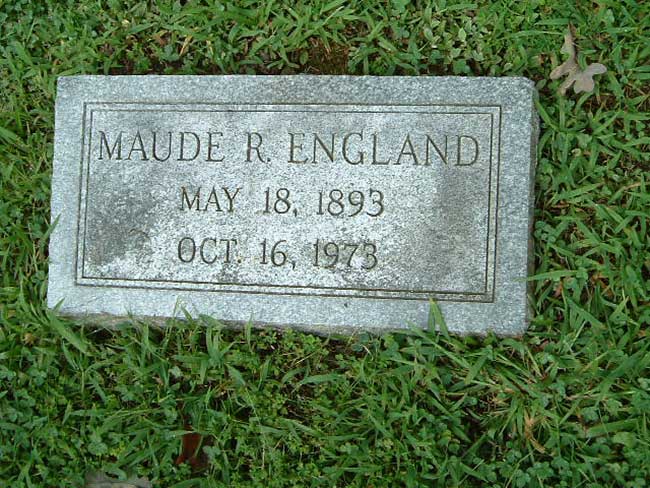 MAUDE R. ENGLAND
MAY 18, 1893
OCT. 16, 1973